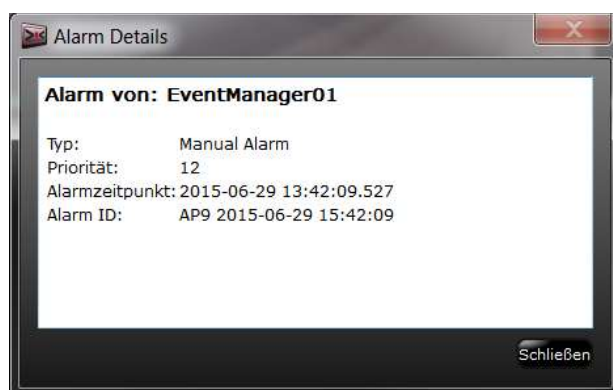 Alarm Details
Alarm von: EventManager01
Typ: Manual Alarm
Priorität: 12
Alarmzeitpunkt: 2015-06-29 13:42:09.527
Alarm ID: AP9 2015-06-29 15:42:09
Schließen